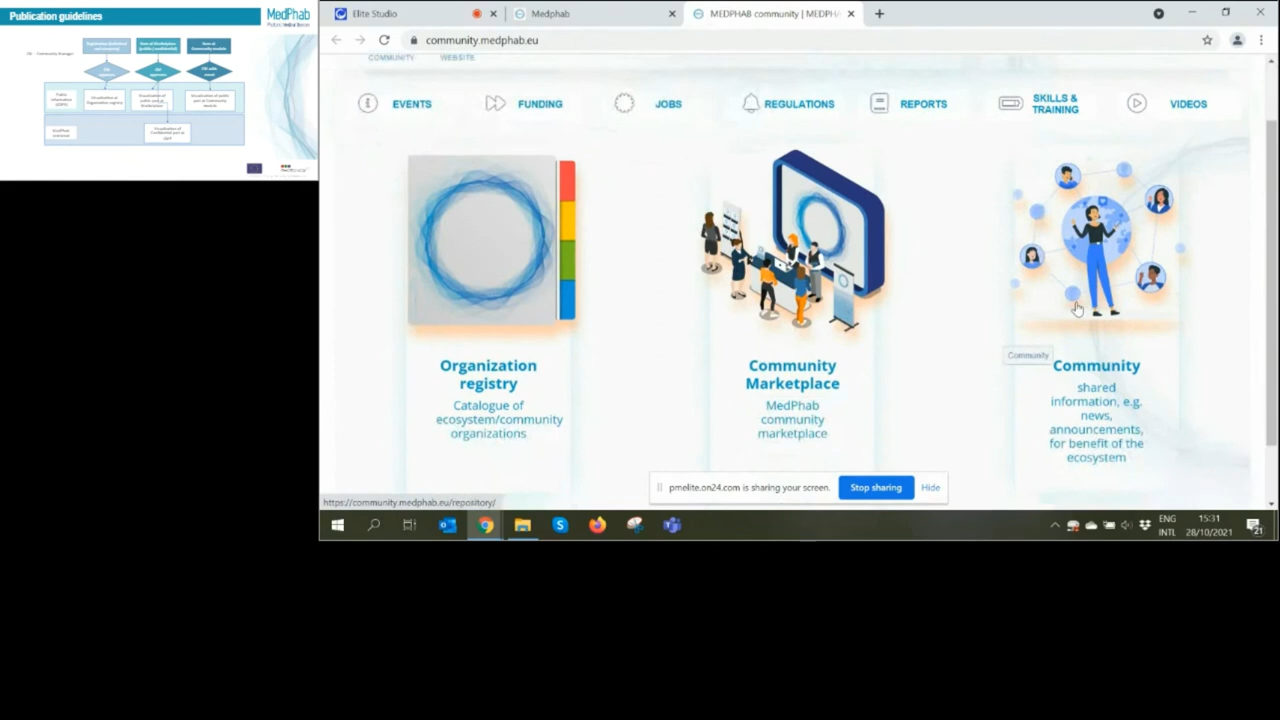 Publication guidelines
MedPhab
Elite Studio
Medphab
MEDPHAB community | MEDPH
community.medphab.eu
COMMUNITY
WEBSITE
EVENTS
FUNDING
JOBS
REGULATIONS
REPORTS
SKILLS &
TRAINING
VIDEOS
Organization
registry
Catalogue of
ecosystem/community
organizations
Community
Marketplace
MedPhab
community
marketplace
Community
Community
shared
information, e.g.
news,
announcements,
for benefit of the
ecosystem
pmelite.on24.com is sharing your screen.
Stop sharing
Hide
https://community.medphab.eu/repository/
ENG
INTL
15:31
28/10/2021
21